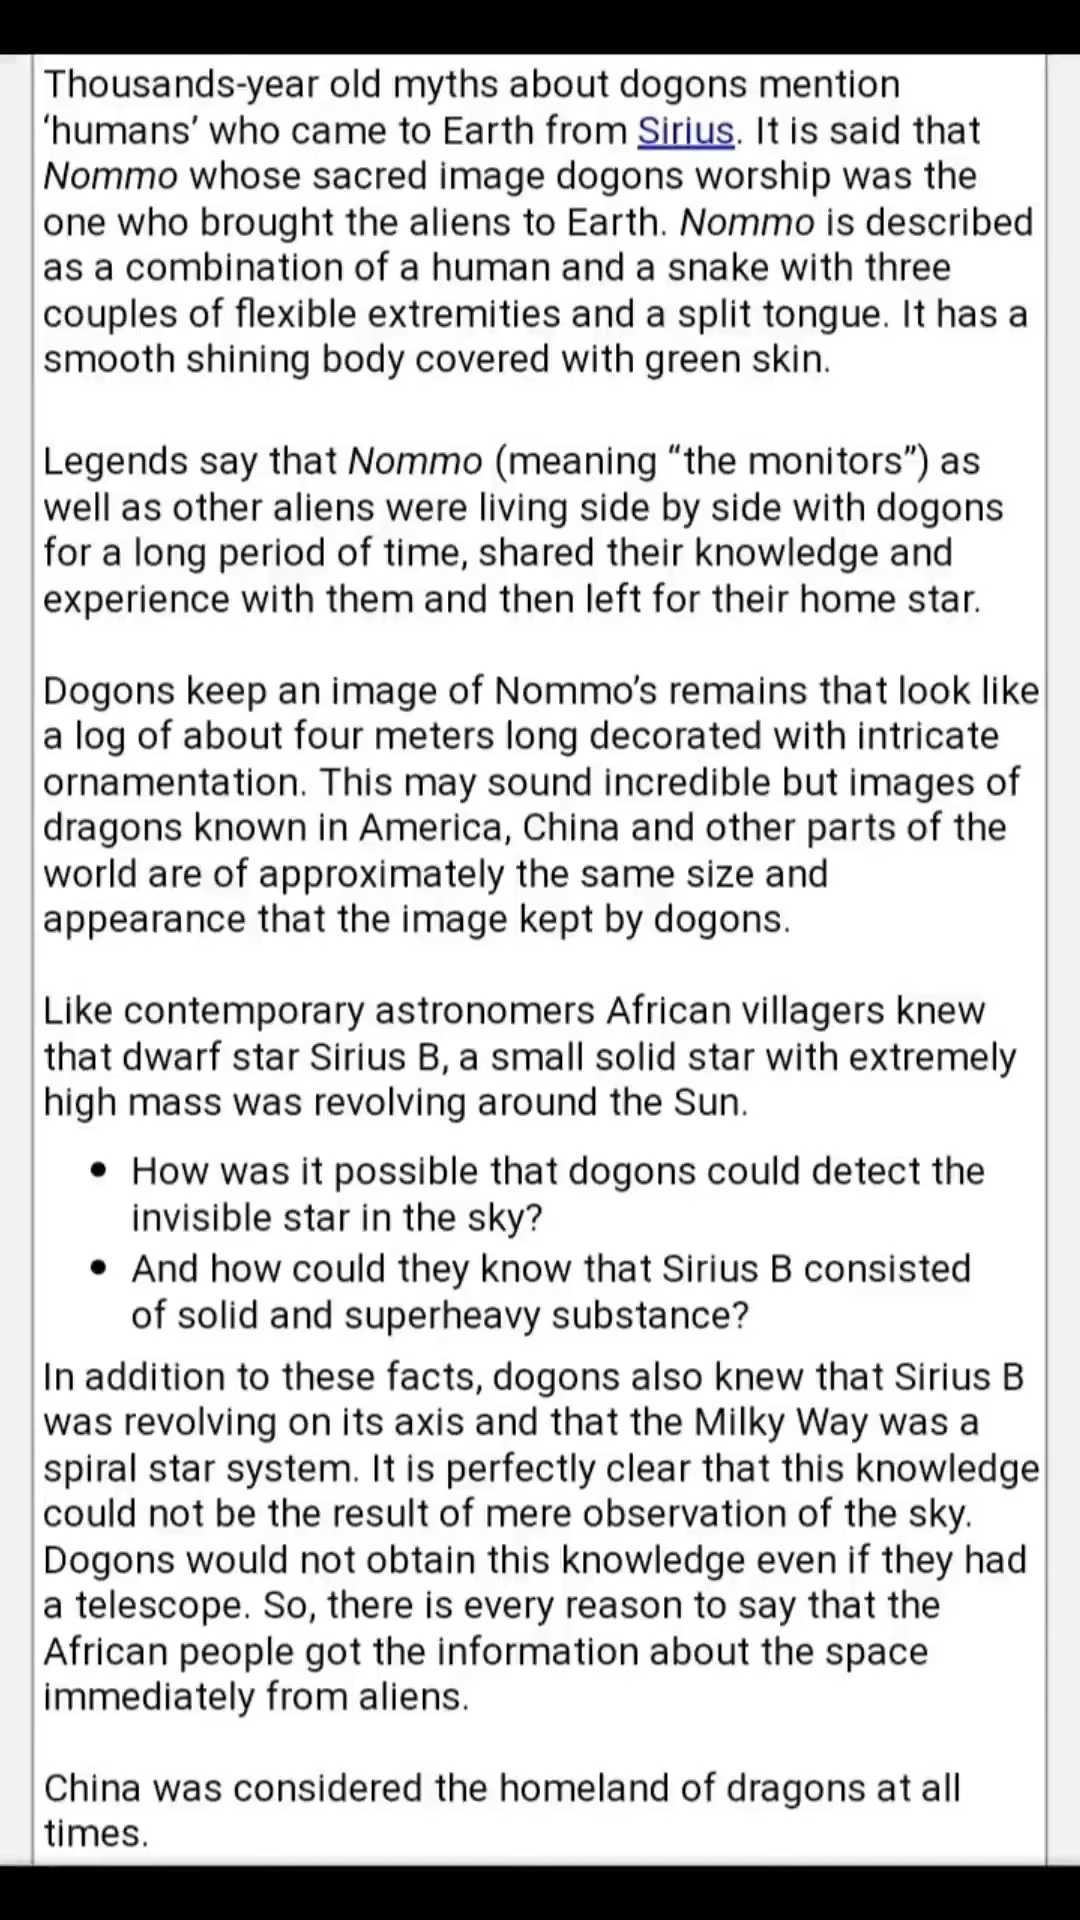 Thousands-year old myths about dogons mention
‘humans’ who came to Earth from Sirius. It is said that
Nommo whose sacred image dogons worship was the
one who brought the aliens to Earth. Nommo is described
as a combination of a human and a snake with three
couples of flexible extremities and a split tongue. It has a
smooth shining body covered with green skin.
Legends say that Nommo (meaning “the monitors”) as
well as other aliens were living side by side with dogons
for a long period of time, shared their knowledge and
experience with them and then left for their home star.
Dogons keep an image of Nommo’s remains that look like
a log of about four meters long decorated with intricate
ornamentation. This may sound incredible but images of
dragons known in America, China and other parts of the
world are of approximately the same size and
appearance that the image kept by dogons.
Like contemporary astronomers African villagers knew
that dwarf star Sirius B, a small solid star with extremely
high mass was revolving around the Sun.
• How was it possible that dogons could detect the
invisible star in the sky?
• And how could they know that Sirius B consisted
of solid and superheavy substance?
In addition to these facts, dogons also knew that Sirius B
was revolving on its axis and that the Milky Way was a
spiral star system. It is perfectly clear that this knowledge
could not be the result of mere observation of the sky.
Dogons would not obtain this knowledge even if they had
a telescope. So, there is every reason to say that the
African people got the information about the space
immediately from aliens.
China was considered the homeland of dragons at all
times.